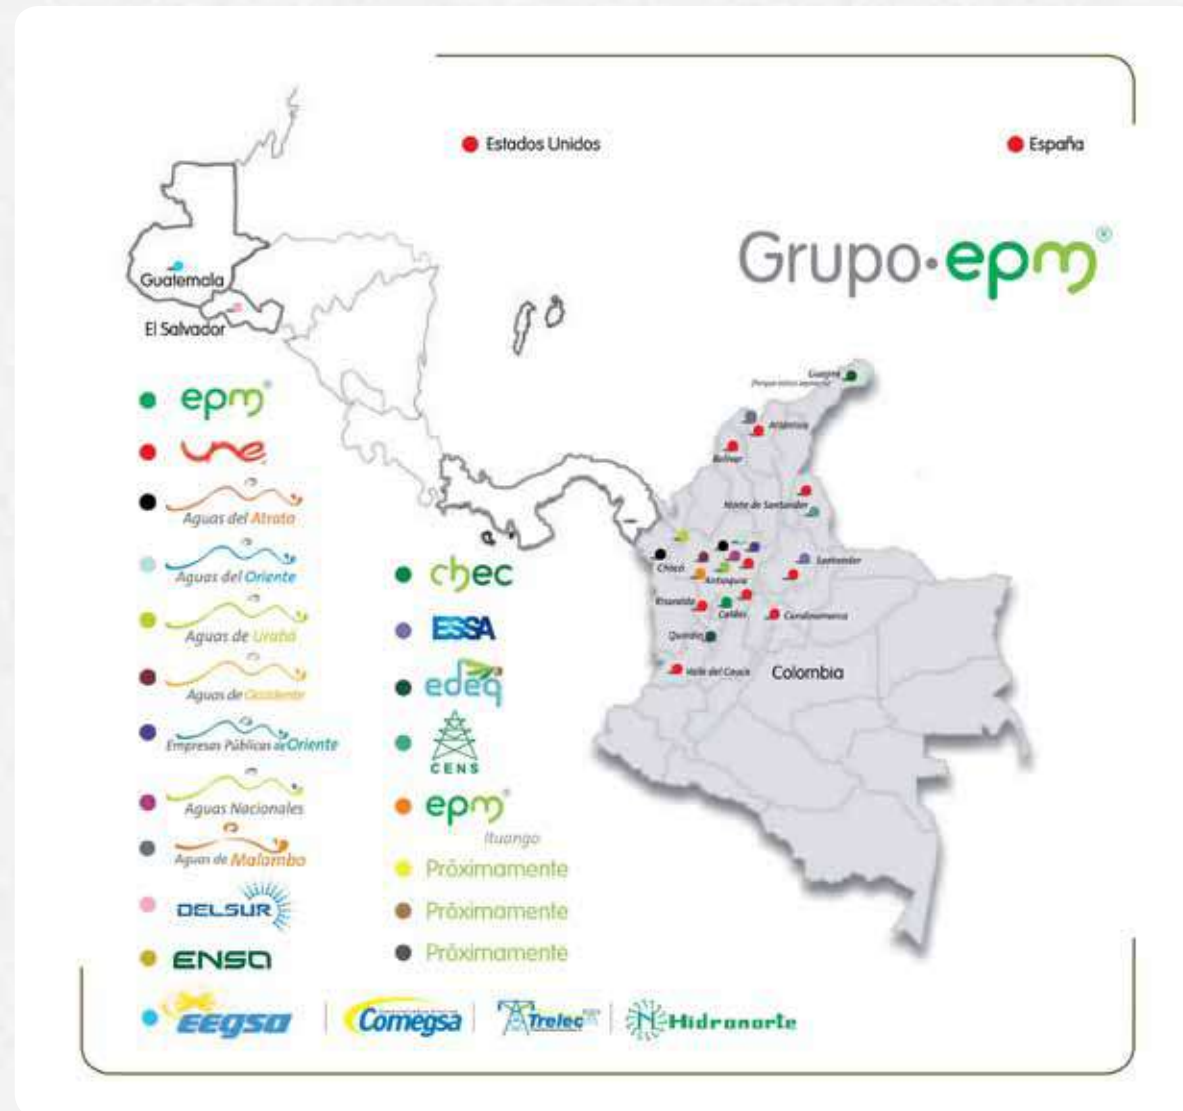 Estados Unidos
España
Grupo·epm®
Guatemala
El Salvador
Guajira
Atlántico
Bolívar
Norte de Santander
Chocó
Antioquia
Santander
Risaralda
Caldas
Cundinamarca
Quindío
Valle del Cauca
Colombia
epm®
une
Aguas del Atrato
Aguas del Oriente
Aguas de Urabá
Aguas de Occidente
Empresas Públicas de Oriente
Aguas Nacionales
Aguas de Malambo
DELSUR
ENSA
EEGSA
Comegsa
Trelec
Hidronorte
chec
ESSA
edeq
CENS
epm®
Ituango
Próximamente
Próximamente
Próximamente